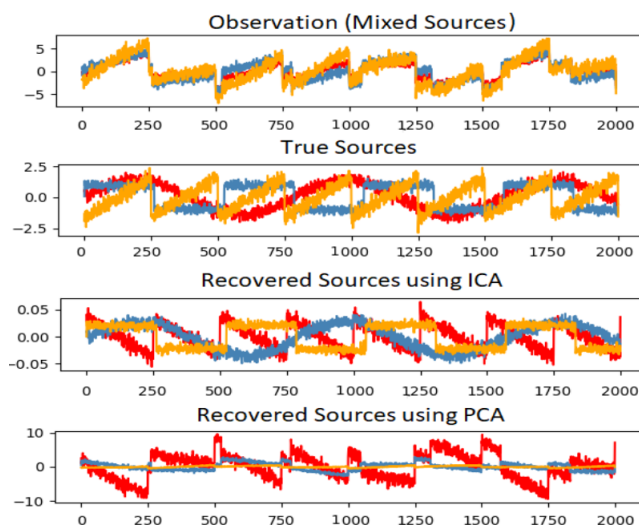 Observation (Mixed Sources)
5
0
−5
0 250 500 750 1000 1250 1500 1750 2000
True Sources
2.5
0.0
−2.5
0 250 500 750 1000 1250 1500 1750 2000
Recovered Sources using ICA
0.05
0.00
−0.05
0 250 500 750 1000 1250 1500 1750 2000
Recovered Sources using PCA
10
0
−10
0 250 500 750 1000 1250 1500 1750 2000